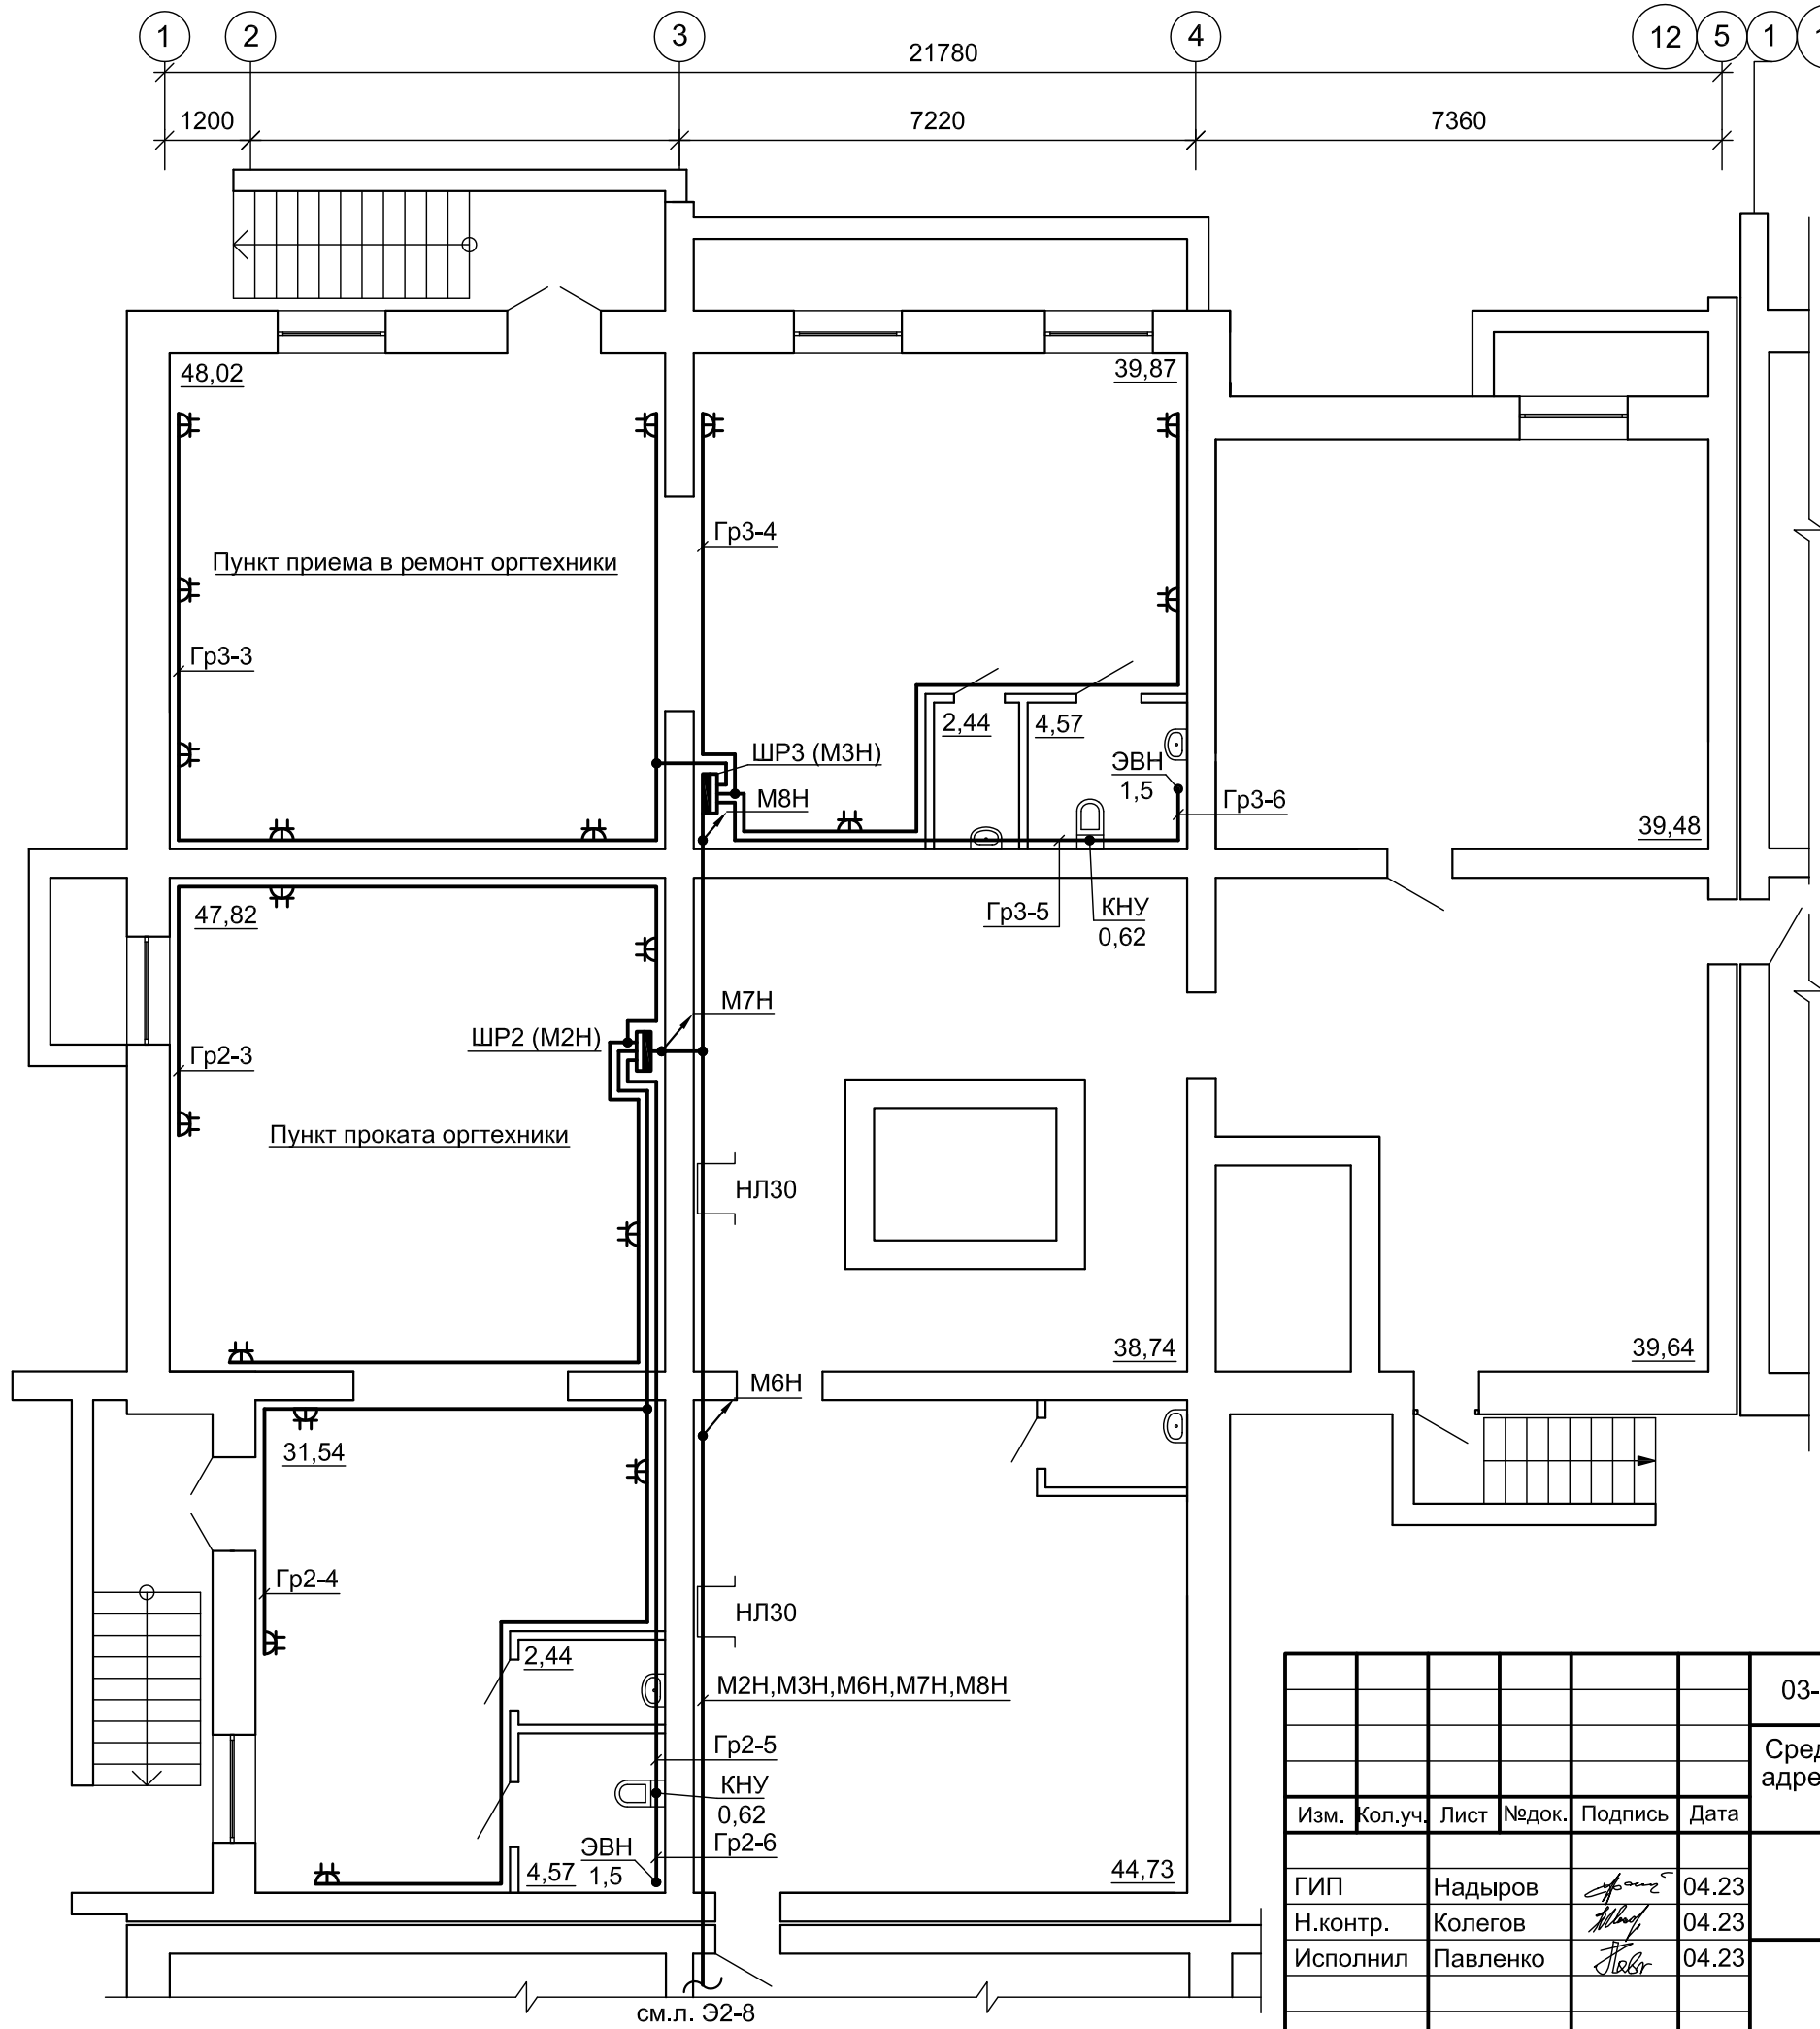 1 2 3 4 12 5 1
21780
1200 7220 7360
48,02
39,87
Гр3-4
Пункт приема в ремонт оргтехники
Гр3-3
2,44
4,57
ШР3 (М3Н)
ЭВН
1,5
М8Н
Гр3-6
39,48
47,82
Гр3-5
КНУ
0,62
М7Н
ШР2 (М2Н)
Гр2-3
Пункт проката оргтехники
НЛ30
38,74
39,64
М6Н
31,54
Гр2-4
НЛ30
2,44
М2Н,М3Н,М6Н,М7Н,М8Н
Гр2-5
КНУ
0,62
Гр2-6
ЭВН
1,5
4,57
44,73
см.л. Э2-8
03-
Сред
адре
Изм. Кол.уч. Лист №док. Подпись Дата
ГИП Надыров 04.23
Н.контр. Колегов 04.23
Исполнил Павленко 04.23